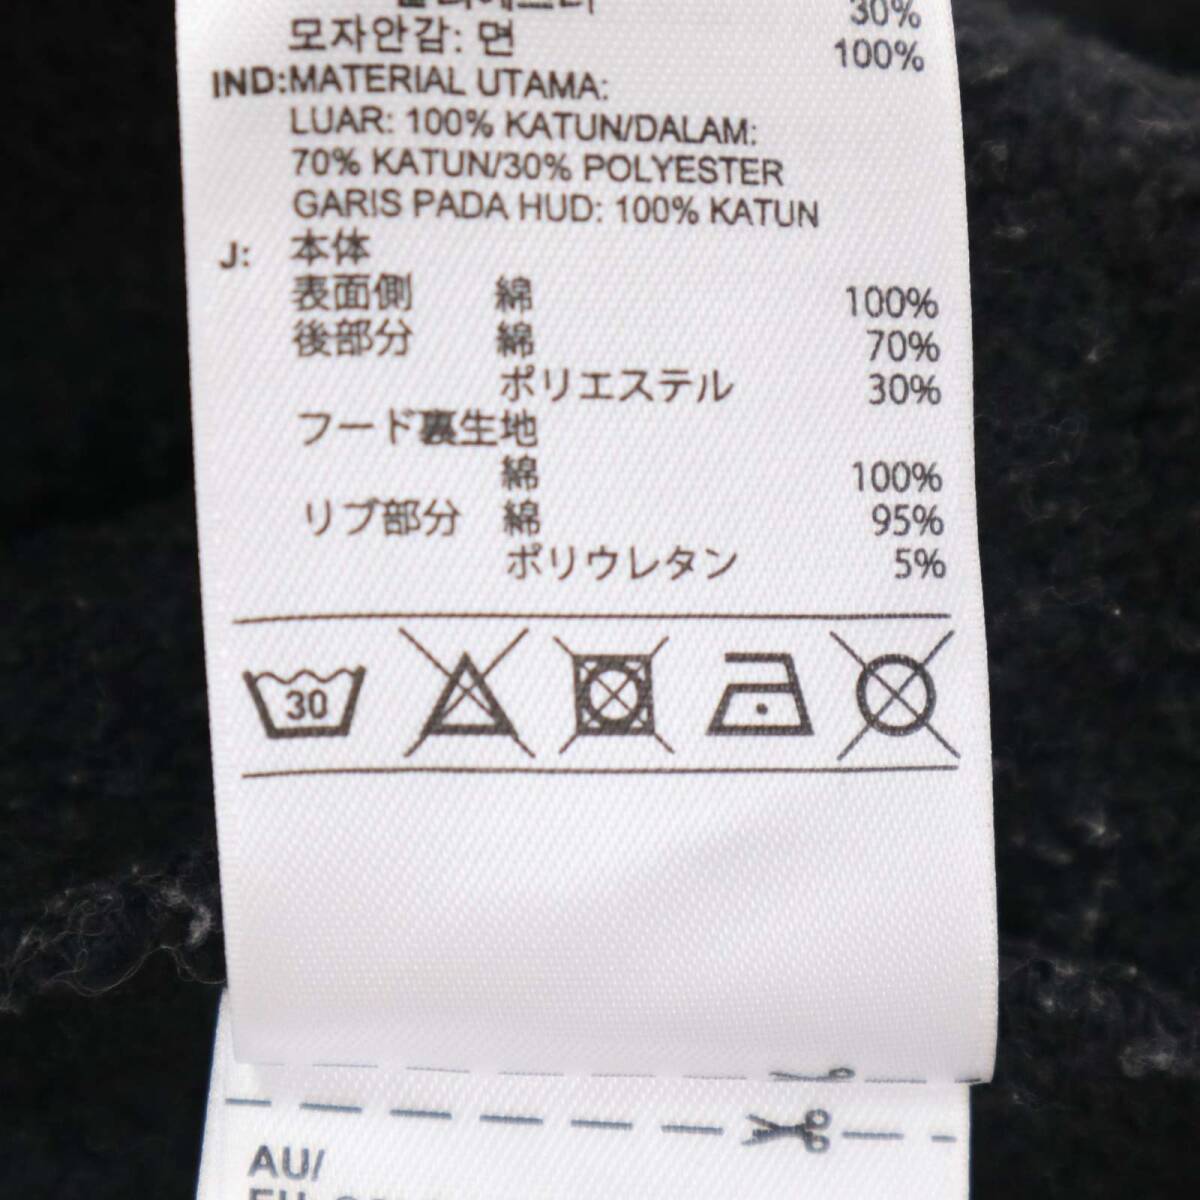 30%
모자안감: 면 100%
IND:MATERIAL UTAMA:
LUAR: 100% KATUN/DALAM:
70% KATUN/30% POLYESTER
GARIS PADA HUD: 100% KATUN
J: 本体
表面側 綿 100%
後部分 綿 70%
ポリエステル 30%
フード裏生地
綿 100%
リブ部分 綿 95%
ポリウレタン 5%
30
AU/